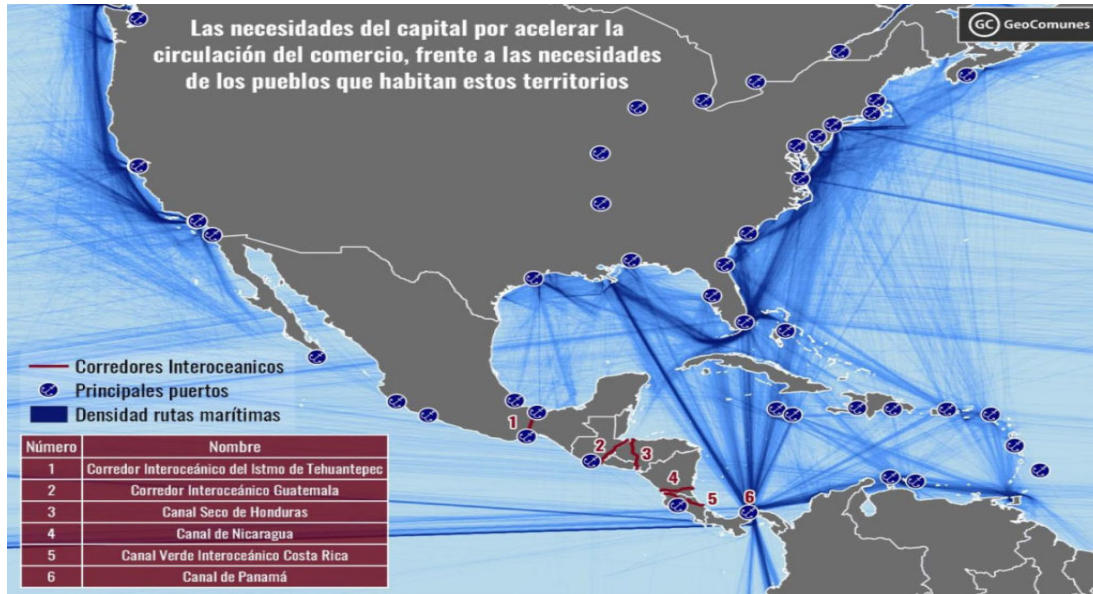 Las necesidades del capital por acelerar la
circulación del comercio, frente a las necesidades
de los pueblos que habitan estos territorios
GC GeoComunes
Corredores Interoceanicos
Principales puertos
Densidad rutas marítimas
Número Nombre
1 Corredor Interoceánico del Istmo de Tehuantepec
2 Corredor Interoceánico Guatemala
3 Canal Seco de Honduras
4 Canal de Nicaragua
5 Canal Verde Interoceánico Costa Rica
6 Canal de Panamá
1
2
3
4
5
6